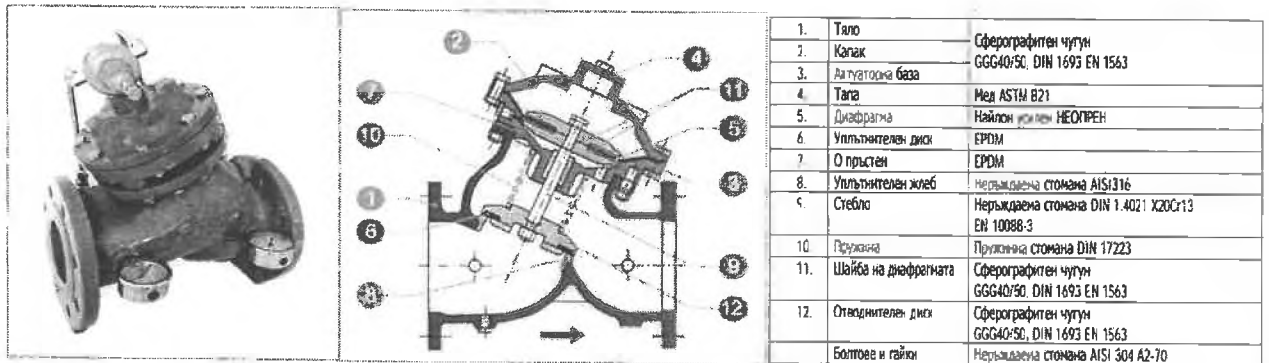 2
4
11
10
5
1
6
9
12
1. Тяло Сферографитен чугун
GGG40/50, DIN 1693 EN 1563
2. Капак
3. Актуаторна база
4. Тапа Мед ASTM B21
5. Диафрагма Найлон усилен НЕОПРЕН
6. Уплътнителен диск EPDM
7. О пръстен EPDM
8. Уплътнителен жлеб Неръждаема стомана AISI316
9. Стебло Неръждаема стомана DIN 1.4021 X20Cr13
EN 10088-3
10. Пружина Пружинна стомана DIN 17223
11. Шайба на диафрагмата Сферографитен чугун
GGG40/50, DIN 1693 EN 1563
12. Отводнителен диск Сферографитен чугун
GGG40/50, DIN 1693 EN 1563
Болтове и гайки Неръждаема стомана AISI 304 A2-70